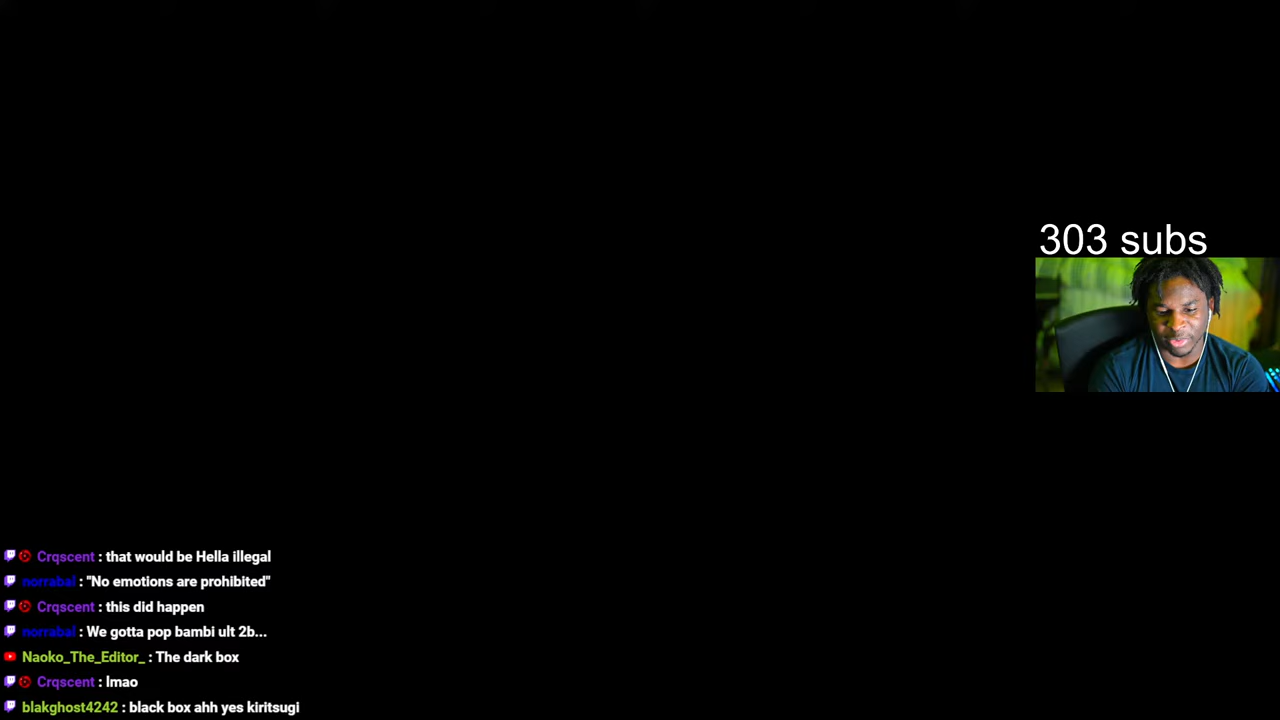 303 subs
Crqscent : that would be Hella illegal
norrabal : "No emotions are prohibited"
Crqscent : this did happen
norrabal : We gotta pop bambi ult 2b...
Naoko_The_Editor_ : The dark box
Crqscent : lmao
blakghost4242 : black box ahh yes kiritsugi